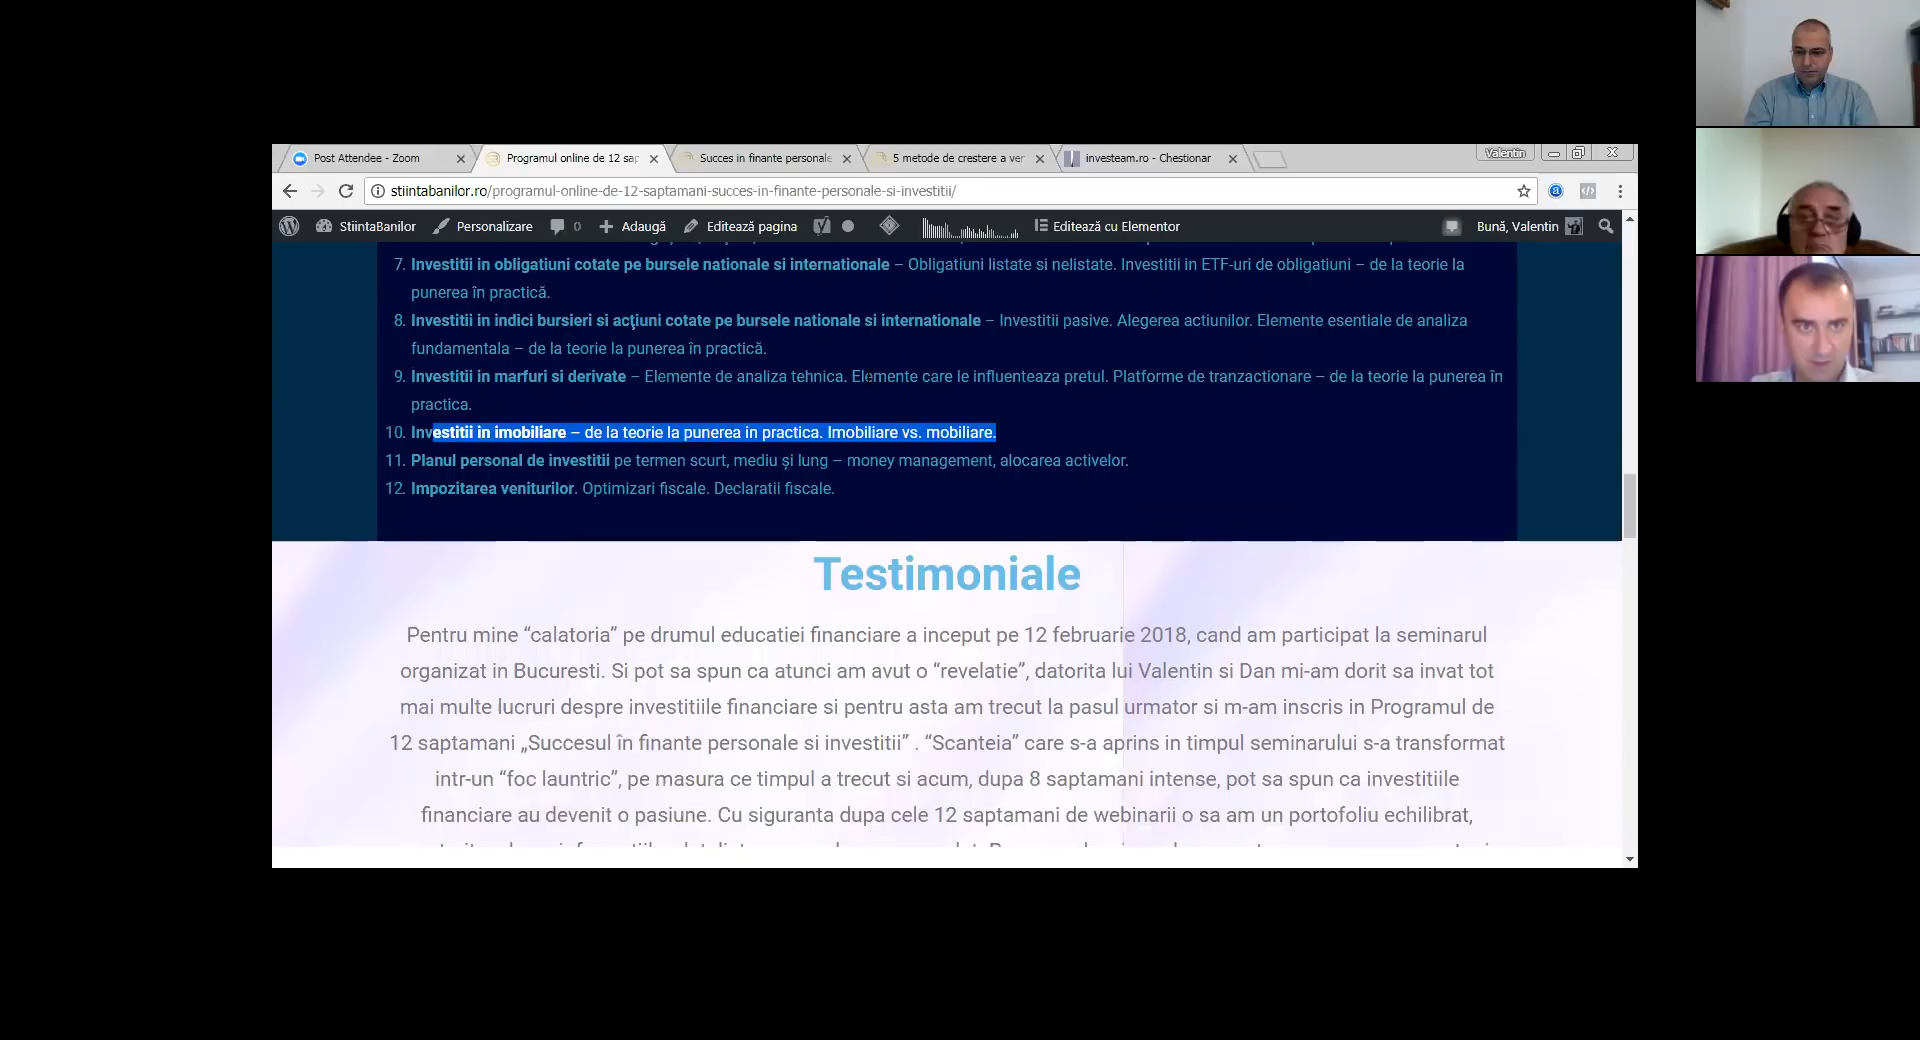 Post Attendee - Zoom
Programul online de 12 sap
Succes in finante personale
5 metode de crestere a ver
investeam.ro - Chestionar
Valentin
stiintabanilor.ro/programul-online-de-12-saptamani-succes-in-finante-personale-si-investitii/
StiintaBanilor
Personalizare
0
Adaugă
Editează pagina
Editează cu Elementor
Bună, Valentin
7. Investitii in obligatiuni cotate pe bursele nationale si internationale – Obligatiuni listate si nelistate. Investitii in ETF-uri de obligatiuni – de la teorie la
punerea în practică.
8. Investitii in indici bursieri si acţiuni cotate pe bursele nationale si internationale – Investitii pasive. Alegerea actiunilor. Elemente esentiale de analiza
fundamentala – de la teorie la punerea în practică.
9. Investitii in marfuri si derivate – Elemente de analiza tehnica. Elemente care le influenteaza pretul. Platforme de tranzactionare – de la teorie la punerea în
practica.
10. Investitii in imobiliare – de la teorie la punerea in practica. Imobiliare vs. mobiliare.
11. Planul personal de investitii pe termen scurt, mediu și lung – money management, alocarea activelor.
12. Impozitarea veniturilor. Optimizari fiscale. Declaratii fiscale.
Testimoniale
Pentru mine “calatoria” pe drumul educatiei financiare a inceput pe 12 februarie 2018, cand am participat la seminarul
organizat in Bucuresti. Si pot sa spun ca atunci am avut o “revelatie”, datorita lui Valentin si Dan mi-am dorit sa invat tot
mai multe lucruri despre investitiile financiare si pentru asta am trecut la pasul urmator si m-am inscris in Programul de
12 saptamani „Succesul în finante personale si investitii” . “Scanteia” care s-a aprins in timpul seminarului s-a transformat
intr-un “foc launtric”, pe masura ce timpul a trecut si acum, dupa 8 saptamani intense, pot sa spun ca investitiile
financiare au devenit o pasiune. Cu siguranta dupa cele 12 saptamani de webinarii o sa am un portofoliu echilibrat,